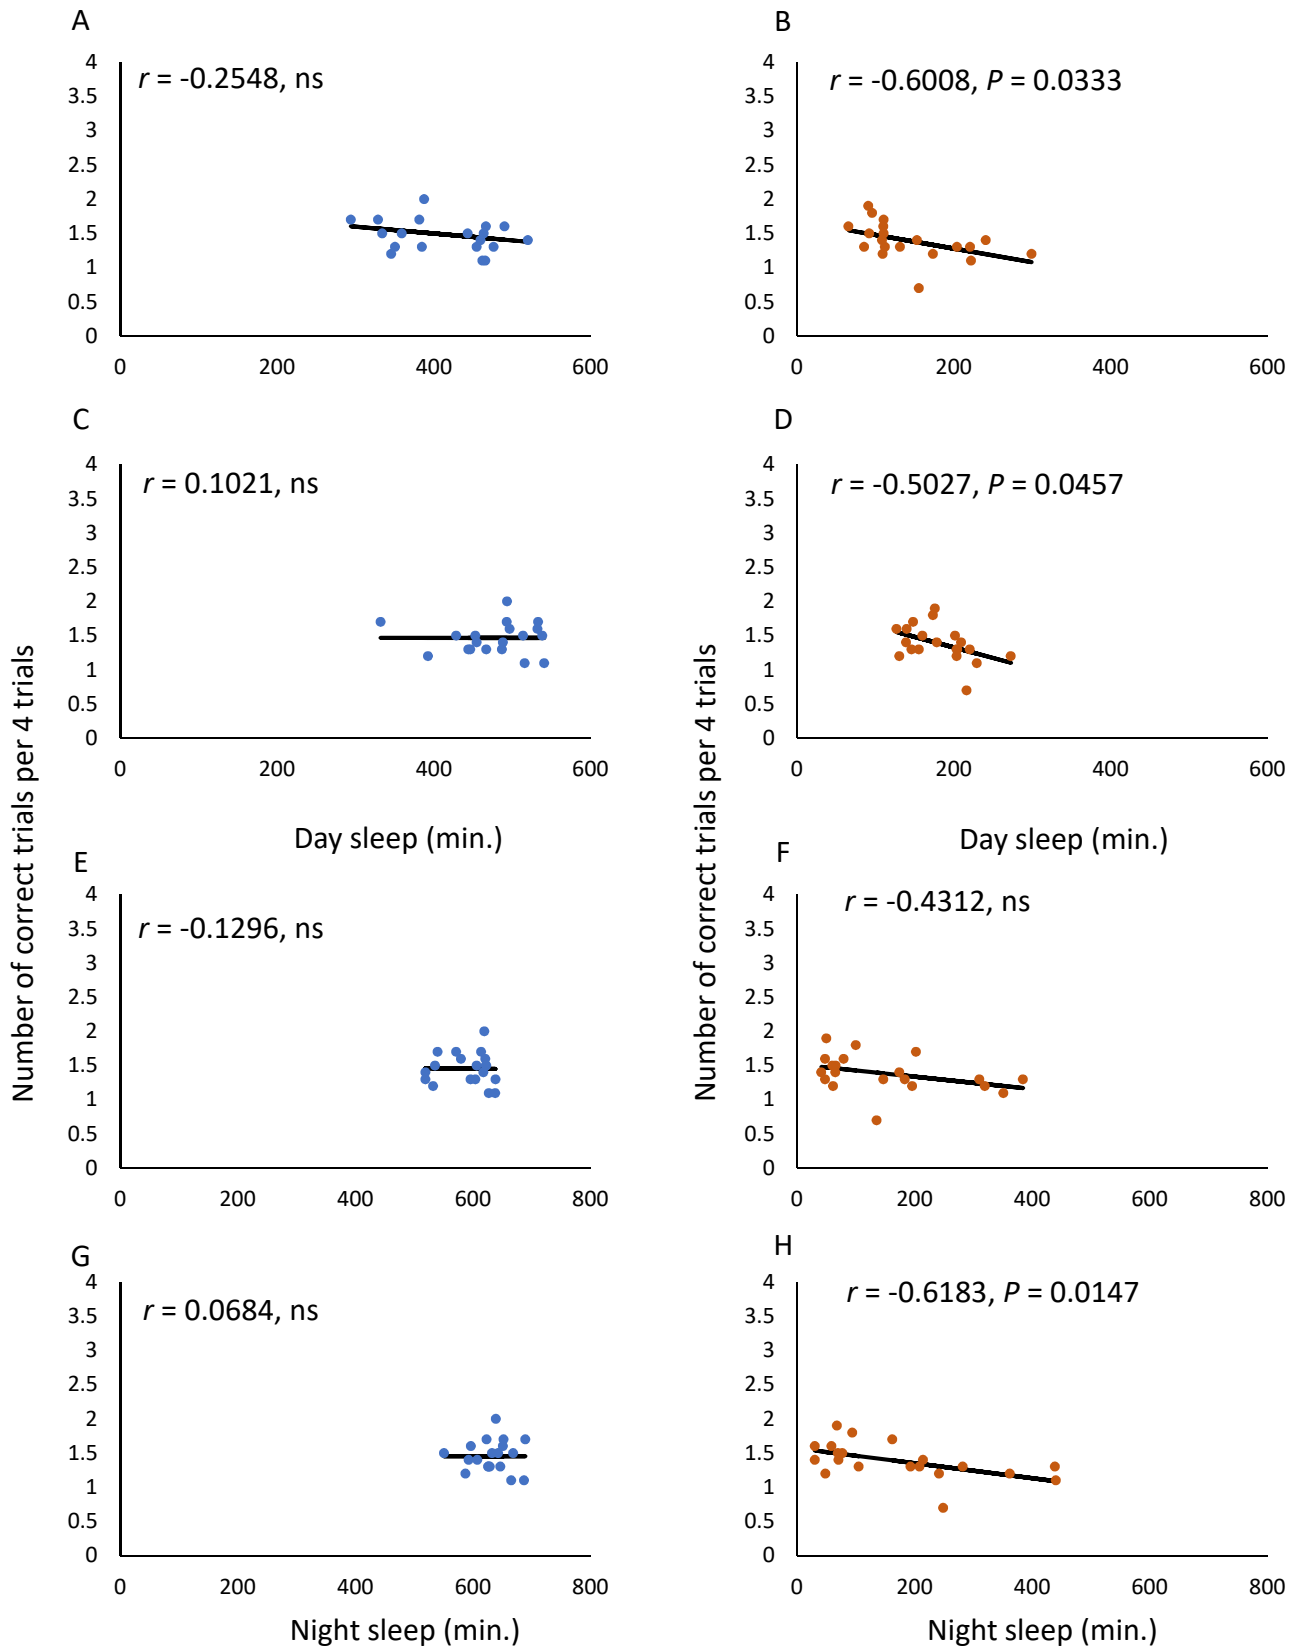 A
r = -0.2548, ns
4
3.5
3
2.5
2
1.5
1
0.5
0
0 200 400 600
B
r = -0.6008, P = 0.0333
4
3.5
3
2.5
2
1.5
1
0.5
0
0 200 400 600
C
r = 0.1021, ns
4
3.5
3
2.5
2
1.5
1
0.5
0
0 200 400 600
Day sleep (min.)
D
r = -0.5027, P = 0.0457
4
3.5
3
2.5
2
1.5
1
0.5
0
0 200 400 600
Day sleep (min.)
Number of correct trials per 4 trials
Number of correct trials per 4 trials
E
r = -0.1296, ns
4
3.5
3
2.5
2
1.5
1
0.5
0
0 200 400 600 800
F
r = -0.4312, ns
4
3.5
3
2.5
2
1.5
1
0.5
0
0 200 400 600 800
G
r = 0.0684, ns
4
3.5
3
2.5
2
1.5
1
0.5
0
0 200 400 600 800
Night sleep (min.)
H
r = -0.6183, P = 0.0147
4
3.5
3
2.5
2
1.5
1
0.5
0
0 200 400 600 800
Night sleep (min.)